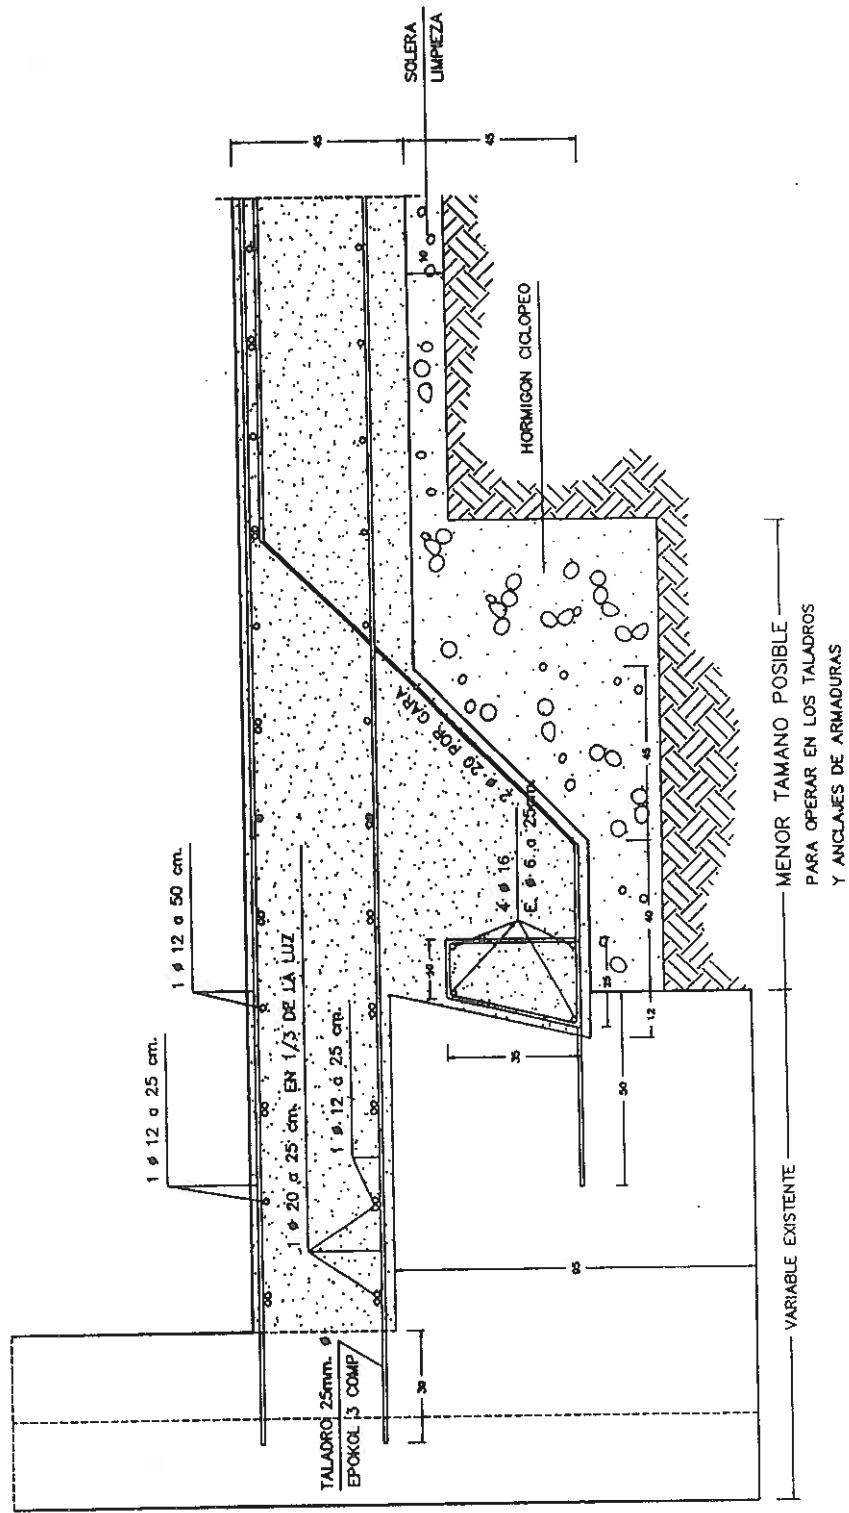 SOLERA
LIMPIEZA
45
45
10
HORMIGON CICLOPEO
2 ø 20 POR CARA
1 ø 12 a 50 cm.
1 ø 12 a 25 cm.
1 ø 20 a 25 cm. EN 1/3 DE LA LUZ
1 ø 12 a 25 cm.
4 ø 16
E. ø 6 a 25cm.
35
50
12
40
45
TALADRO 25mm. ø
EPOKOL 3 COMP
95
VARIABLE EXISTENTE
MENOR TAMANO POSIBLE
PARA OPERAR EN LOS TALADROS
Y ANCLAJES DE ARMADURAS